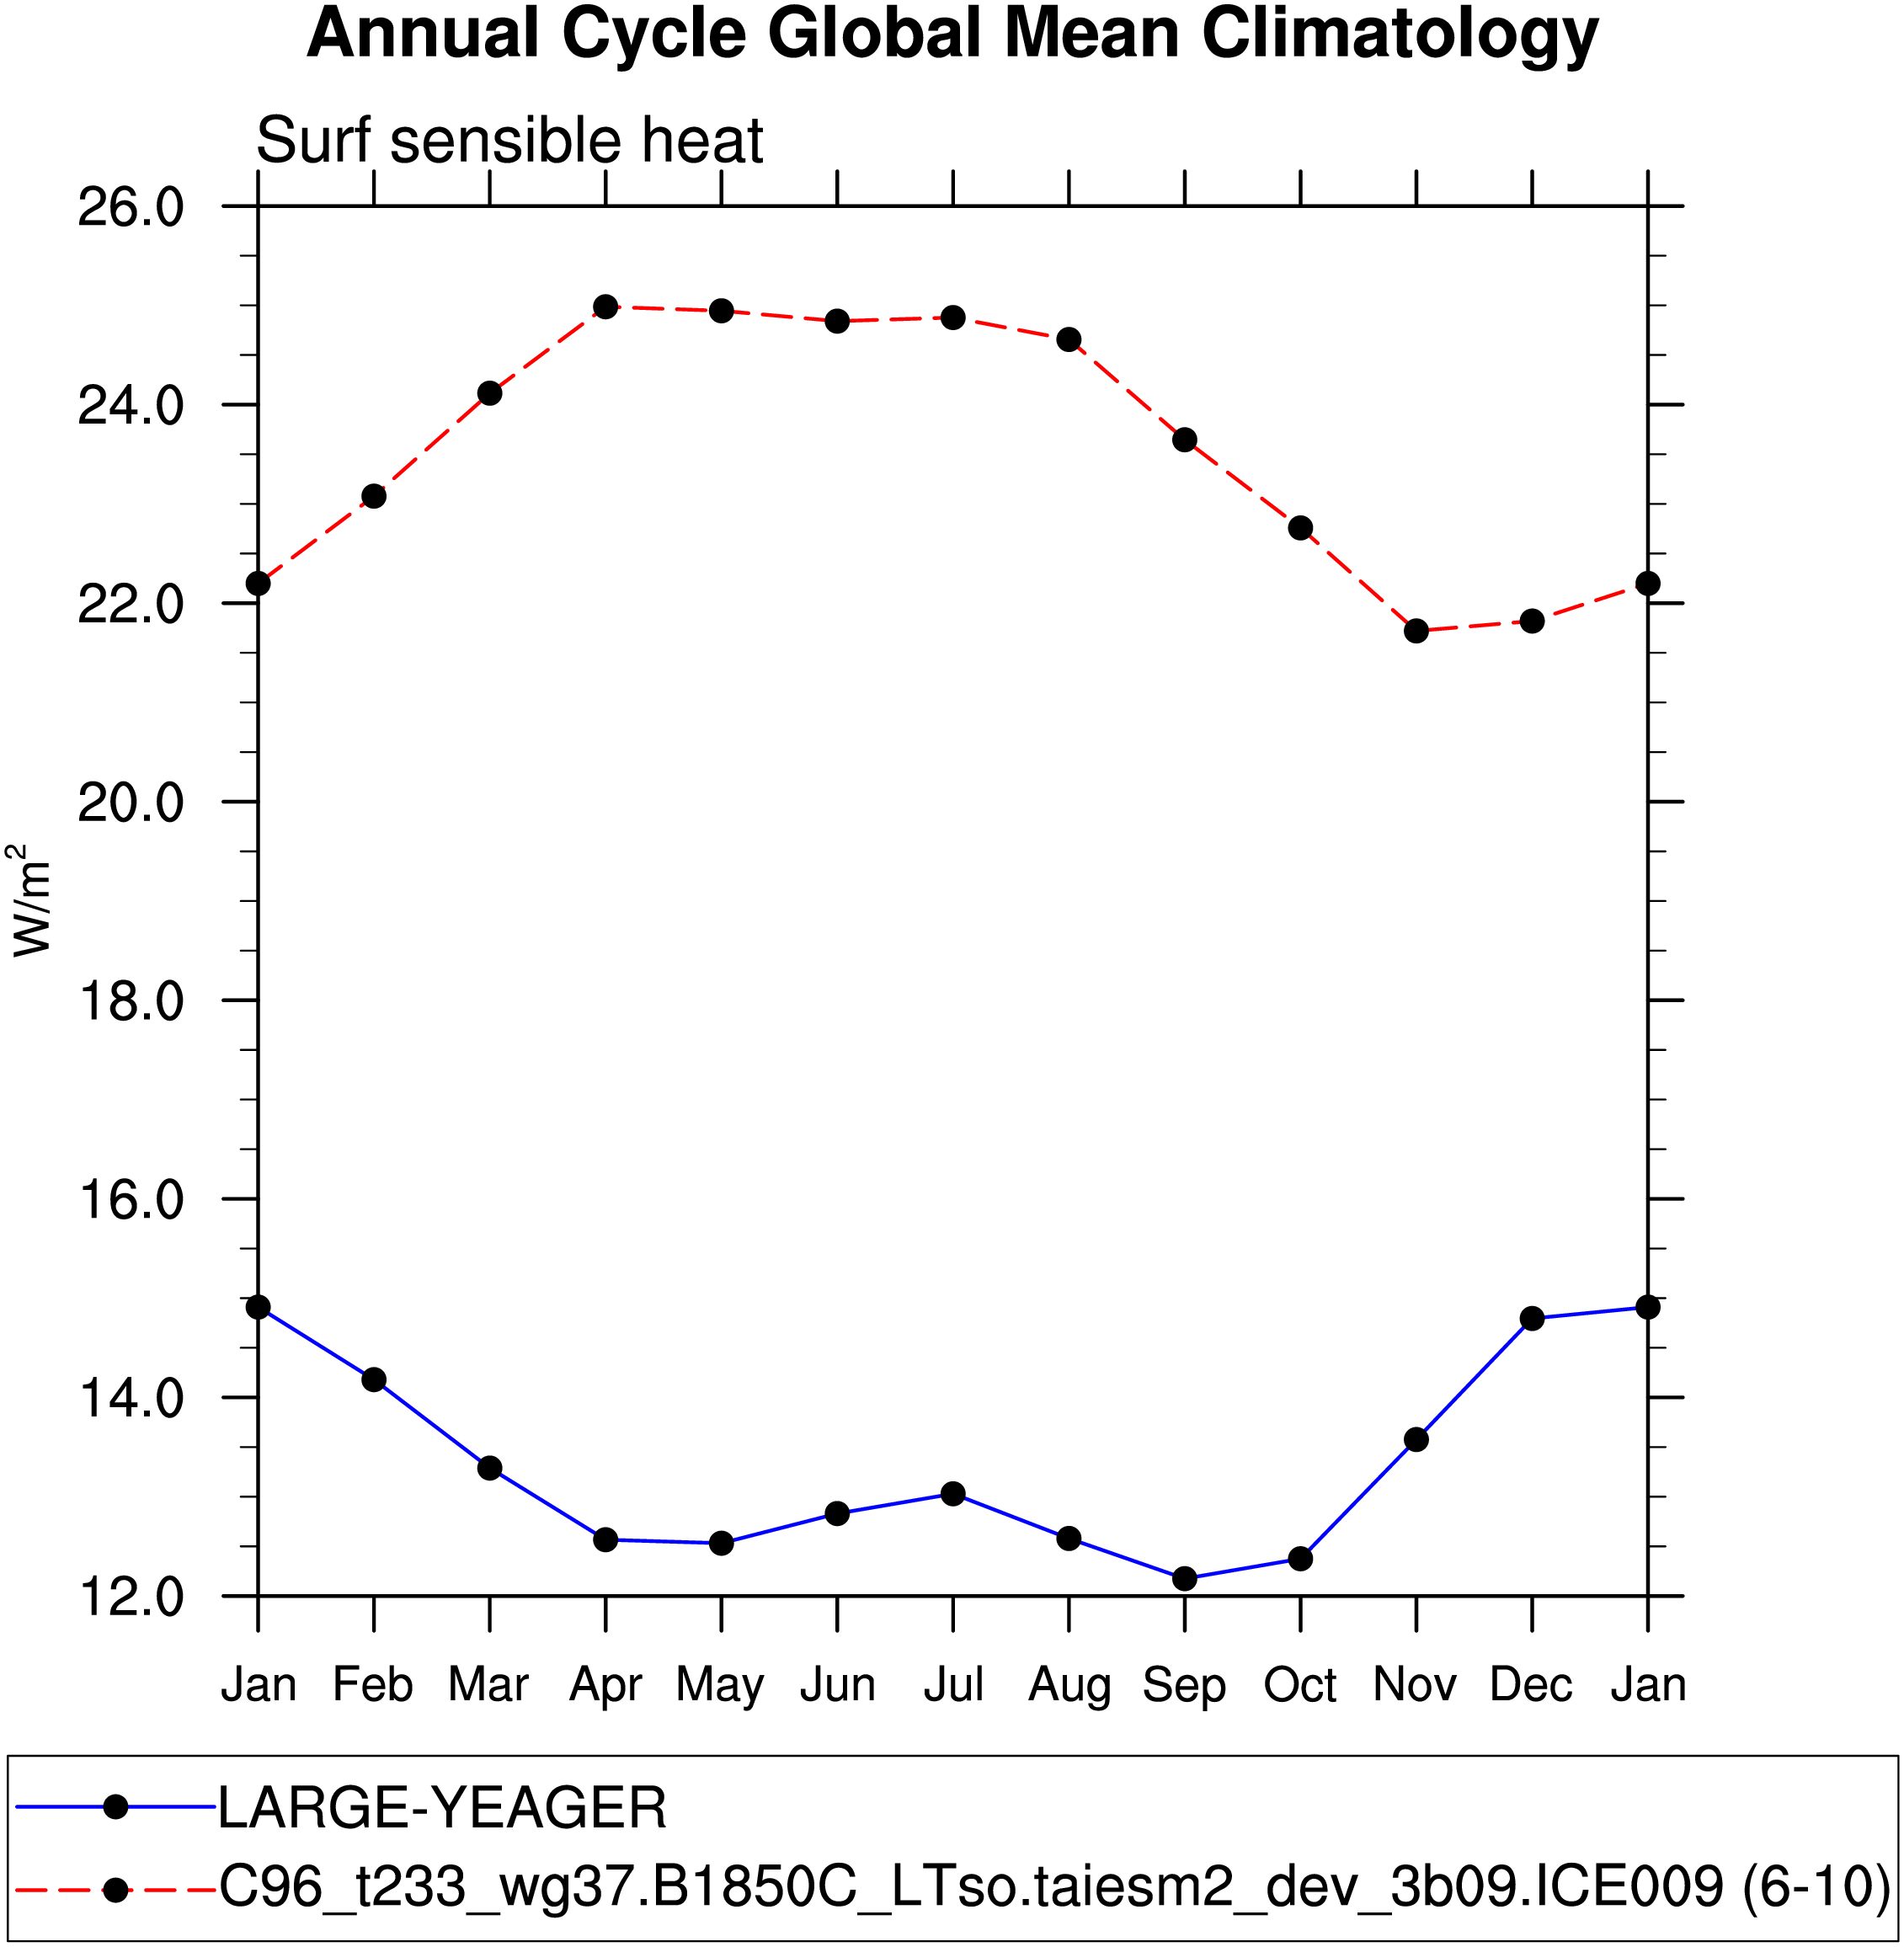 Annual Cycle Global Mean Climatology
Surf sensible heat
26.0
24.0
22.0
20.0
18.0
16.0
14.0
12.0
W/m²
Jan Feb Mar Apr May Jun Jul Aug Sep Oct Nov Dec Jan
LARGE-YEAGER
C96_t233_wg37.B1850C_LTso.taiesm2_dev_3b09.ICE009 (6-10)